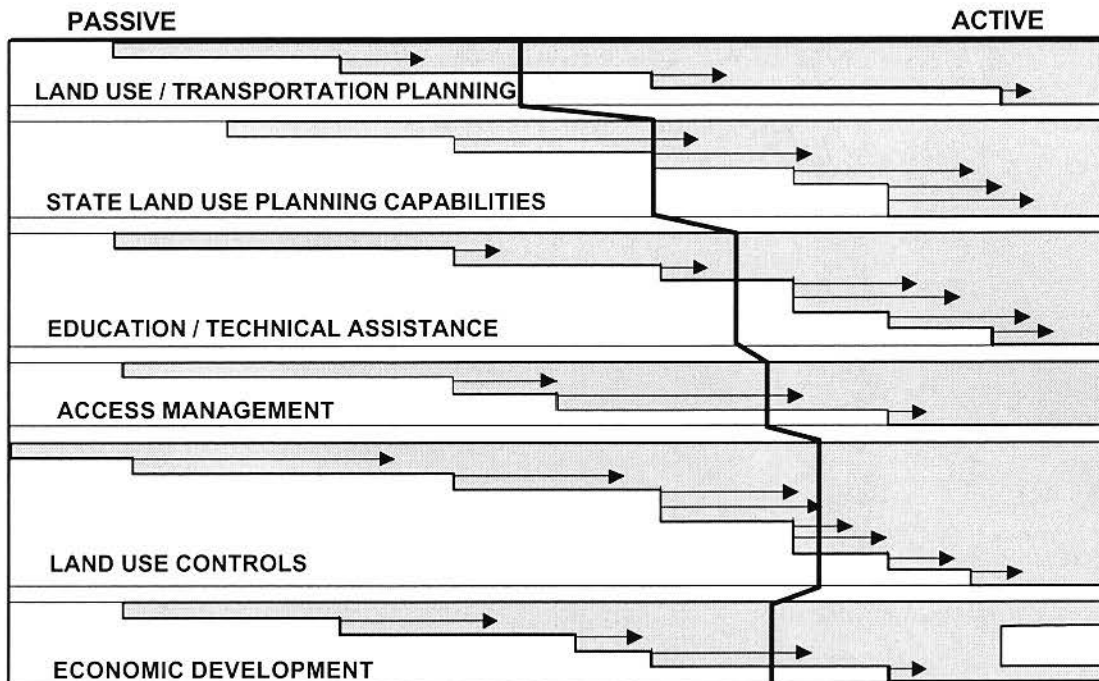 PASSIVE ACTIVE
LAND USE / TRANSPORTATION PLANNING
STATE LAND USE PLANNING CAPABILITIES
EDUCATION / TECHNICAL ASSISTANCE
ACCESS MANAGEMENT
LAND USE CONTROLS
ECONOMIC DEVELOPMENT